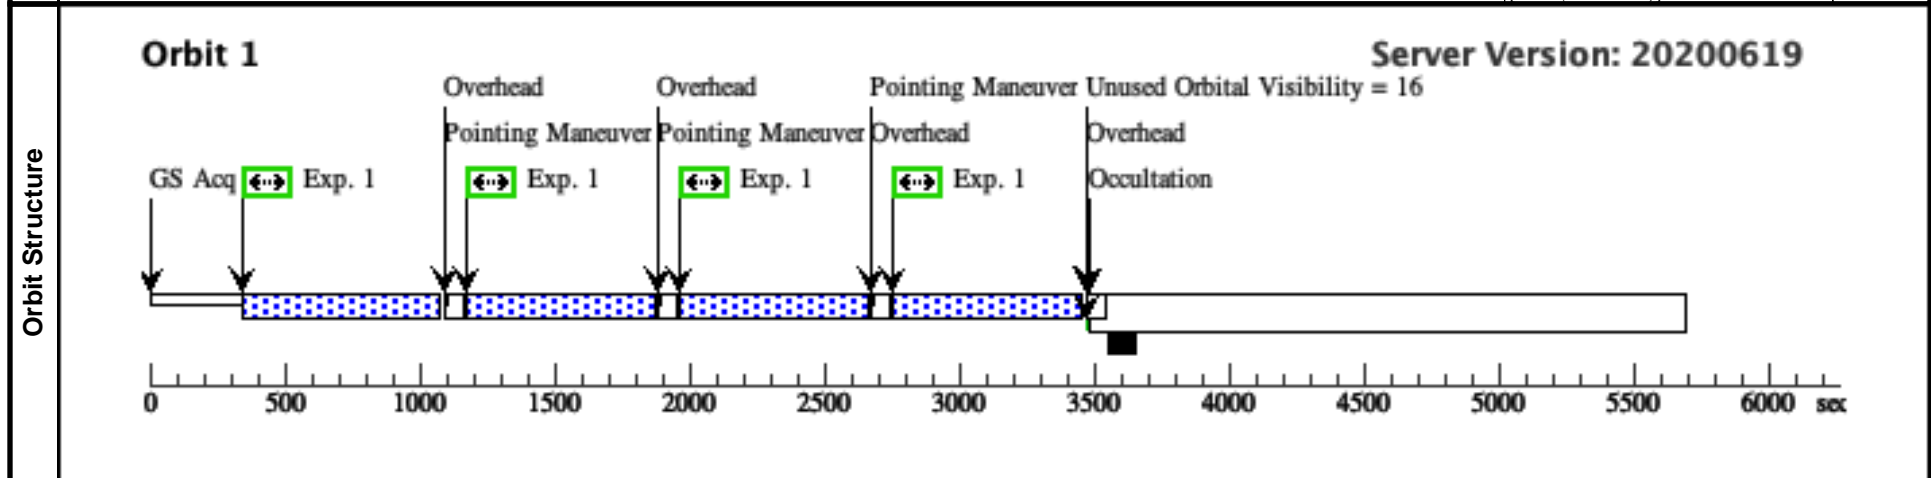 Orbit 1 Server Version: 20200619
Overhead Overhead Pointing Maneuver Unused Orbital Visibility = 16
Pointing Maneuver Pointing Maneuver Overhead Overhead
GS Acq Exp. 1 Exp. 1 Exp. 1 Exp. 1 Occultation
Orbit Structure
0 500 1000 1500 2000 2500 3000 3500 4000 4500 5000 5500 6000 sec